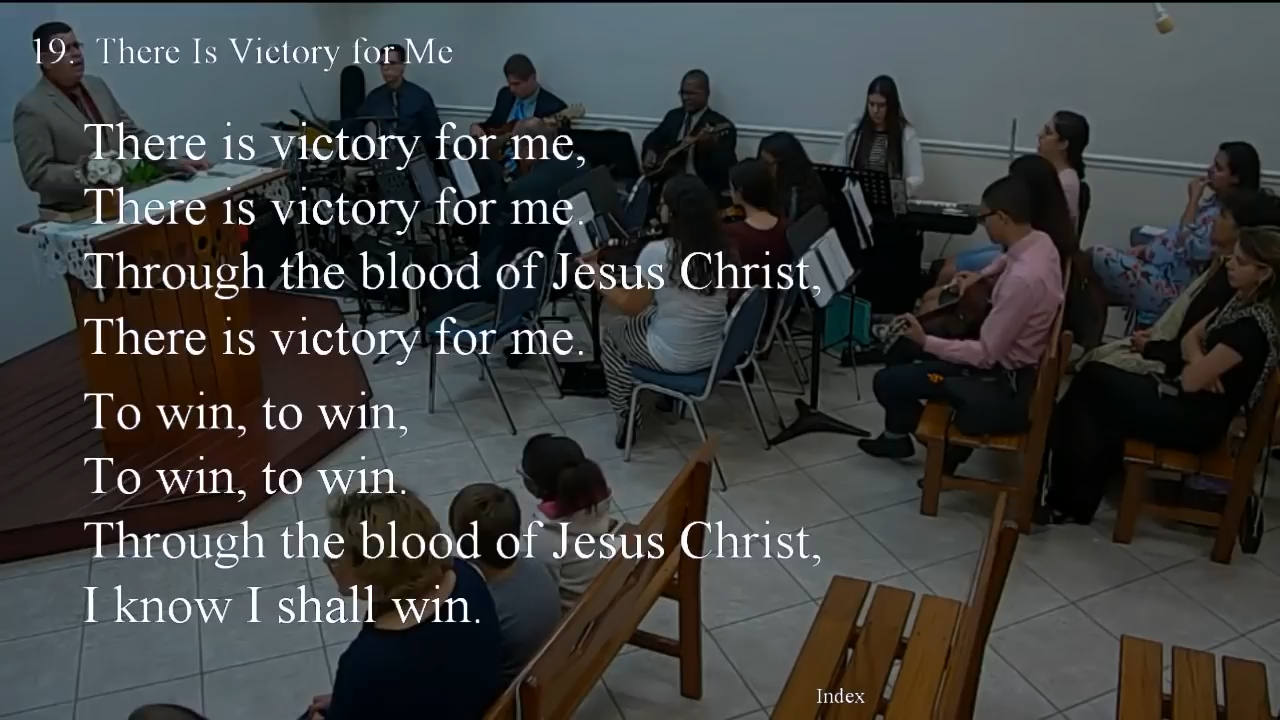 19.  There Is Victory for Me
There is victory for me,
There is victory for me.
Through the blood of Jesus Christ,
There is victory for me.
To win, to win,
To win, to win.
Through the blood of Jesus Christ,
I know I shall win.
Index